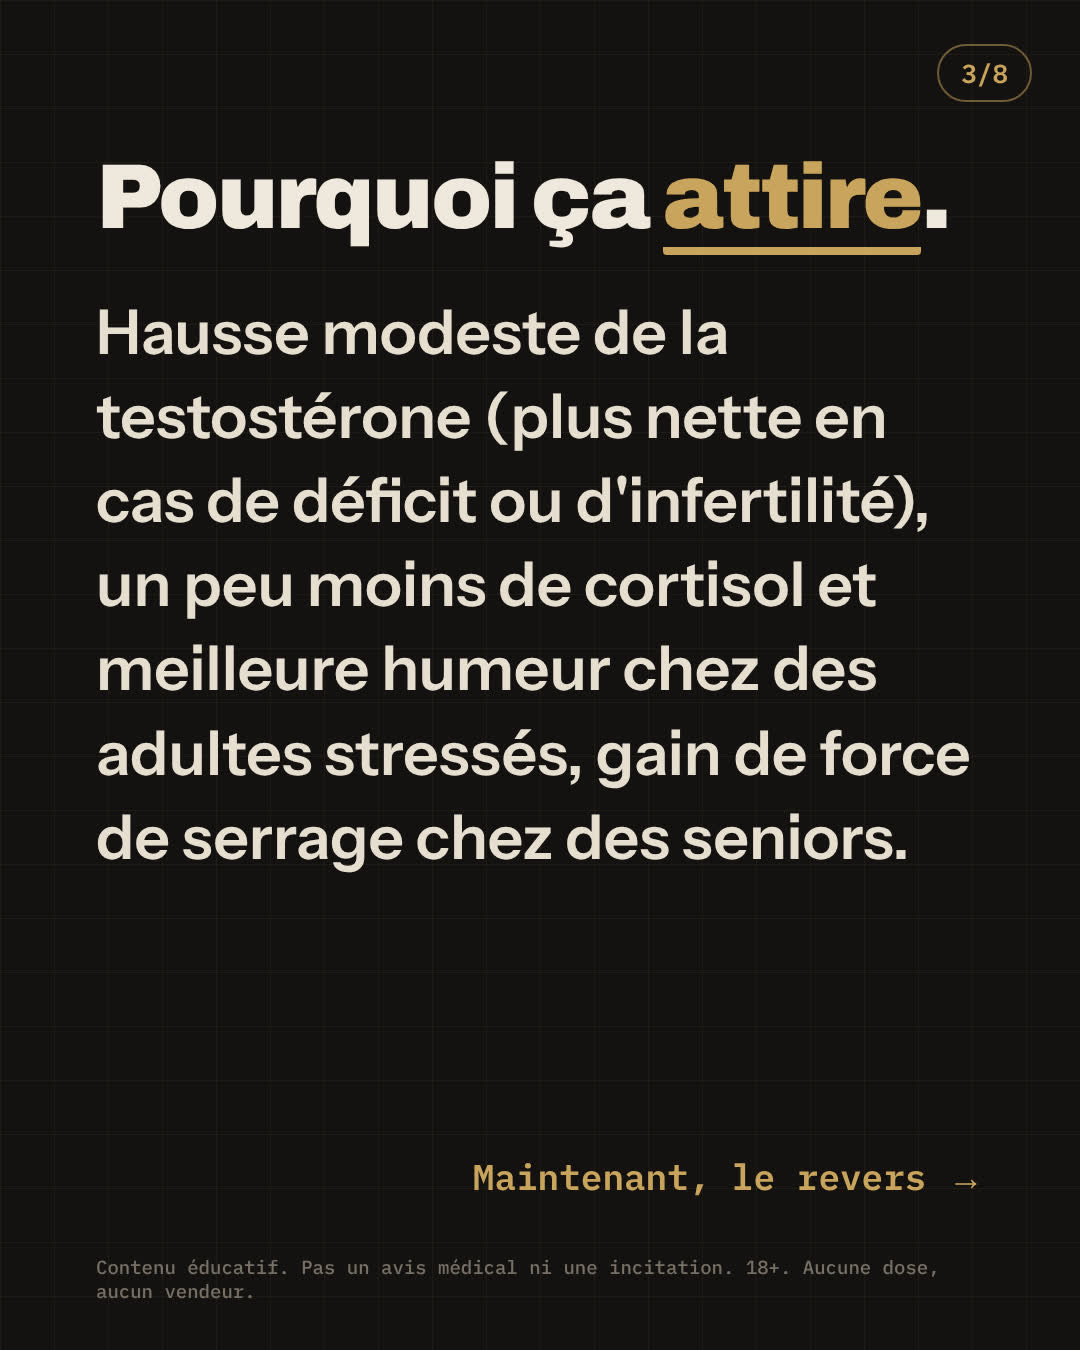 3/8
Pourquoi ça attire.
Hausse modeste de la
testostérone (plus nette en
cas de déficit ou d'infertilité),
un peu moins de cortisol et
meilleure humeur chez des
adultes stressés, gain de force
de serrage chez des seniors.
Maintenant, le revers →
Contenu éducatif. Pas un avis médical ni une incitation. 18+. Aucune dose,
aucun vendeur.